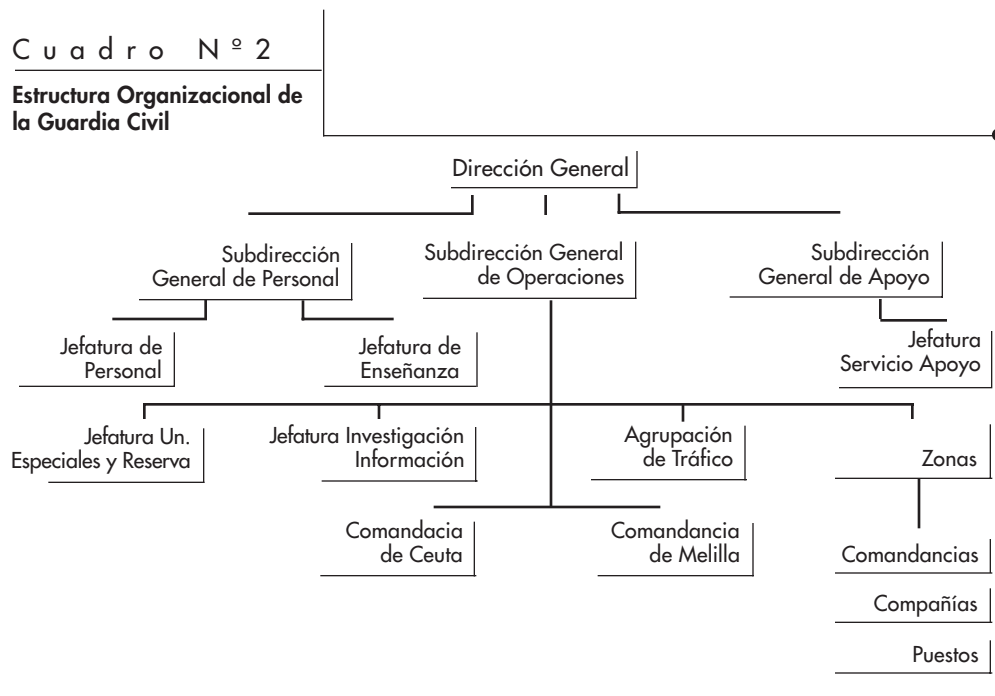 Cuadro Nº2
Estructura Organizacional de
la Guardia Civil
Dirección General
Subdirección
General de Personal
Subdirección General
de Operaciones
Subdirección
General de Apoyo
Jefatura de
Personal
Jefatura de
Enseñanza
Jefatura
Servicio Apoyo
Jefatura Un.
Especiales y Reserva
Jefatura Investigación
Información
Agrupación
de Tráfico
Zonas
Comandacia
de Ceuta
Comandancia
de Melilla
Comandancias
Compañías
Puestos